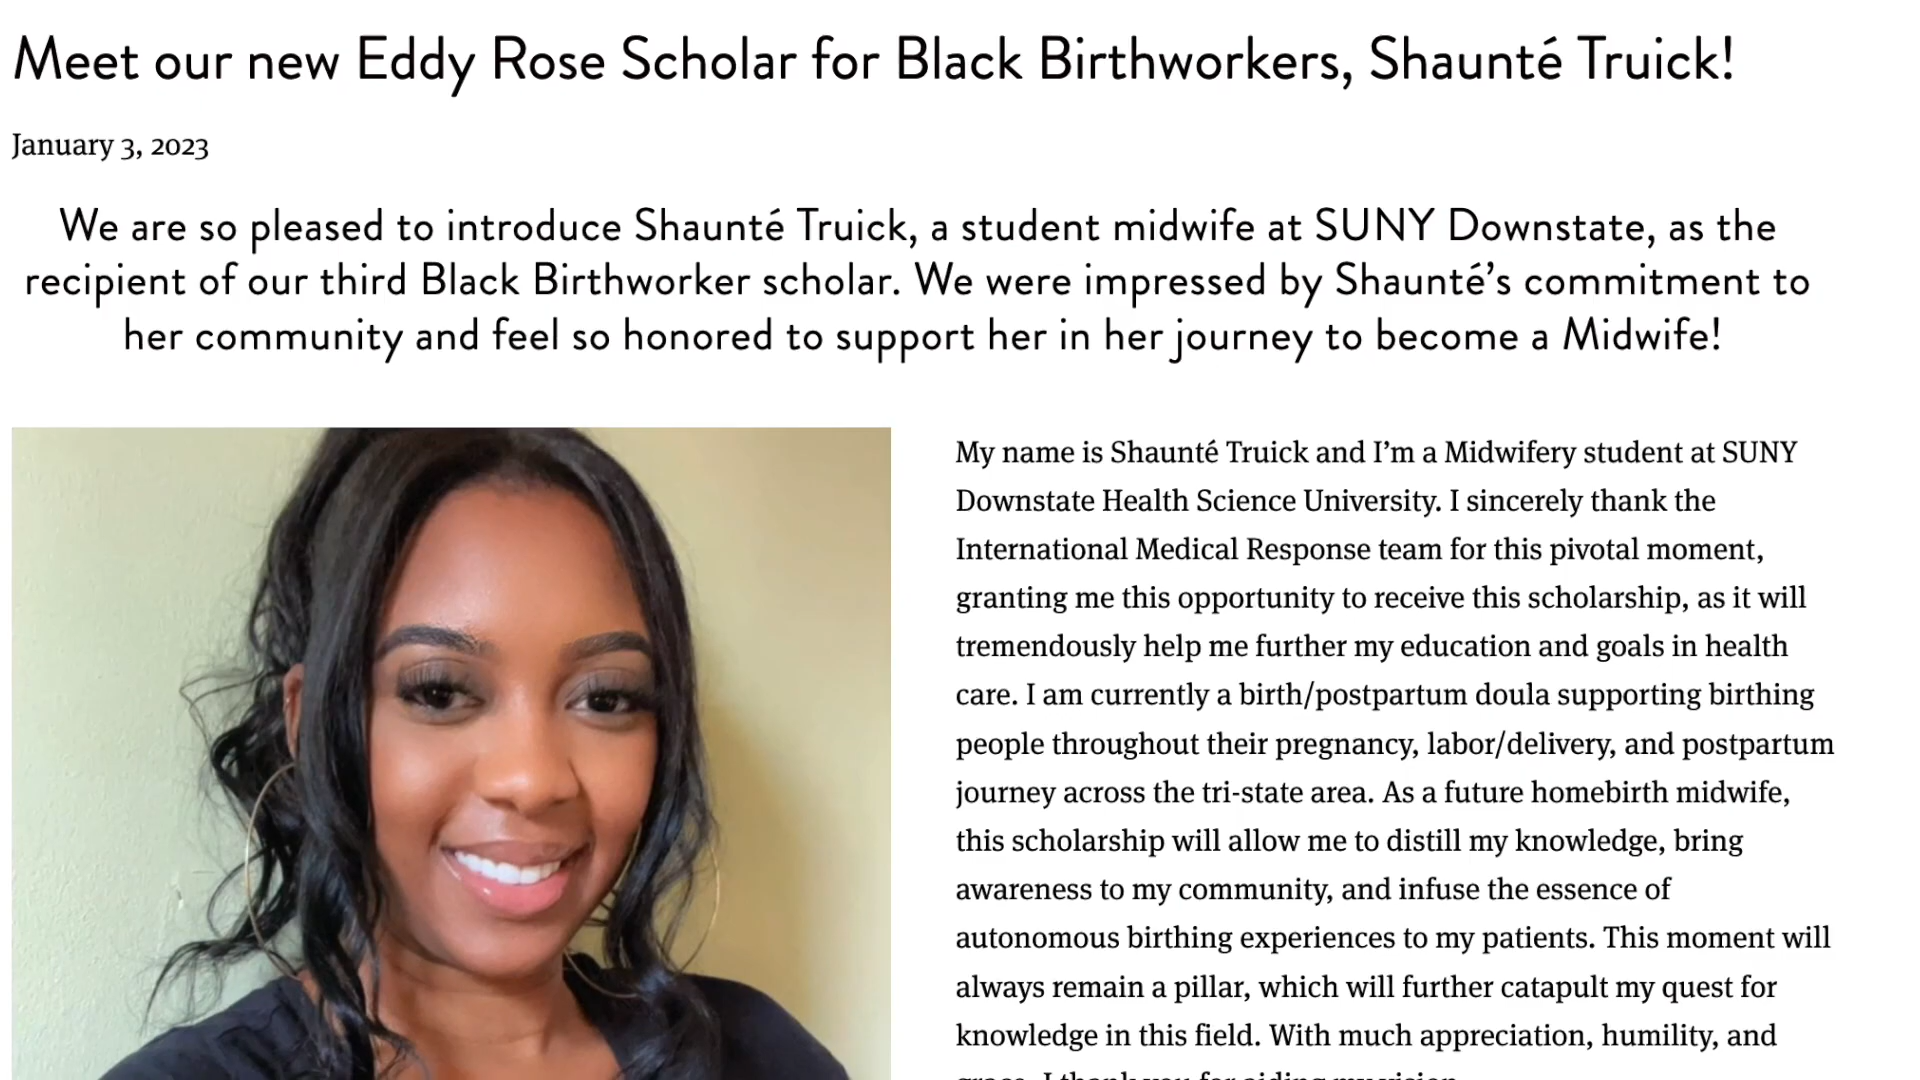 Meet our new Eddy Rose Scholar for Black Birthworkers, Shaunté Truick!
January 3, 2023
We are so pleased to introduce Shaunté Truick, a student midwife at SUNY Downstate, as the
recipient of our third Black Birthworker scholar. We were impressed by Shaunté’s commitment to
her community and feel so honored to support her in her journey to become a Midwife!
My name is Shaunté Truick and I’m a Midwifery student at SUNY
Downstate Health Science University. I sincerely thank the
International Medical Response team for this pivotal moment,
granting me this opportunity to receive this scholarship, as it will
tremendously help me further my education and goals in health
care. I am currently a birth/postpartum doula supporting birthing
people throughout their pregnancy, labor/delivery, and postpartum
journey across the tri-state area. As a future homebirth midwife,
this scholarship will allow me to distill my knowledge, bring
awareness to my community, and infuse the essence of
autonomous birthing experiences to my patients. This moment will
always remain a pillar, which will further catapult my quest for
knowledge in this field. With much appreciation, humility, and
grace, I thank you for aiding my vision.